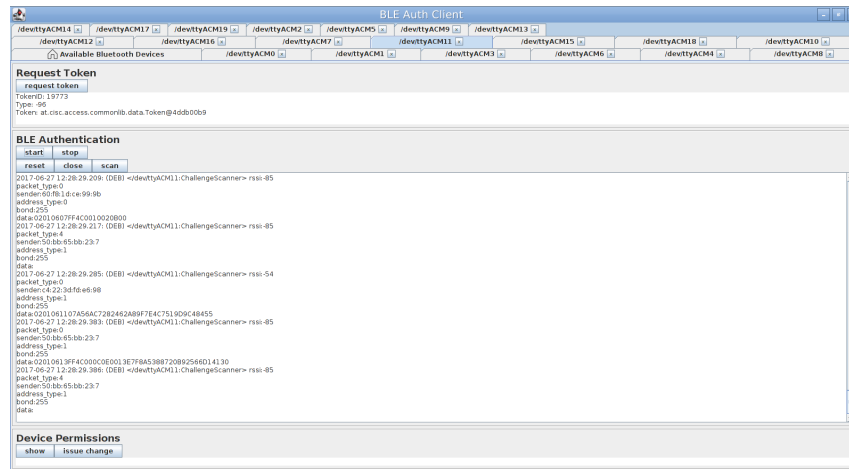 BLE Auth Client
/dev/ttyACM14 /dev/ttyACM17 /dev/ttyACM19 /dev/ttyACM2 /dev/ttyACM5 /dev/ttyACM9 /dev/ttyACM13
/dev/ttyACM12 /dev/ttyACM16 /dev/ttyACM7 /dev/ttyACM11 /dev/ttyACM15 /dev/ttyACM18 /dev/ttyACM10
Available Bluetooth Devices /dev/ttyACM0 /dev/ttyACM1 /dev/ttyACM3 /dev/ttyACM6 /dev/ttyACM4 /dev/ttyACM8
Request Token
request token
TokenID: 19773
Type: -96
Token: at.cisc.access.commonlib.data.Token@4ddb00b9
BLE Authentication
start stop
reset close scan
2017-06-27 12:28:29.209: (DEB) </dev/ttyACM11:ChallengeScanner> rssi:-85
packet_type:0
sender:60:f8:1d:ce:99:9b
address_type:0
bond:255
data:02010607FF4C0010020B00
2017-06-27 12:28:29.217: (DEB) </dev/ttyACM11:ChallengeScanner> rssi:-85
packet_type:4
sender:50:bb:65:bb:23:7
address_type:1
bond:255
data:
2017-06-27 12:28:29.285: (DEB) </dev/ttyACM11:ChallengeScanner> rssi:-54
packet_type:0
sender:c4:22:3d:fd:e6:98
address_type:1
bond:255
data:0201061107A56AC7282462A89F7E4C7519D9C48455
2017-06-27 12:28:29.383: (DEB) </dev/ttyACM11:ChallengeScanner> rssi:-85
packet_type:0
sender:50:bb:65:bb:23:7
address_type:1
bond:255
data:02010613FF4C000C0E0013E7F8A5388720B92566D14130
2017-06-27 12:28:29.386: (DEB) </dev/ttyACM11:ChallengeScanner> rssi:-85
packet_type:4
sender:50:bb:65:bb:23:7
address_type:1
bond:255
data:
Device Permissions
show issue change